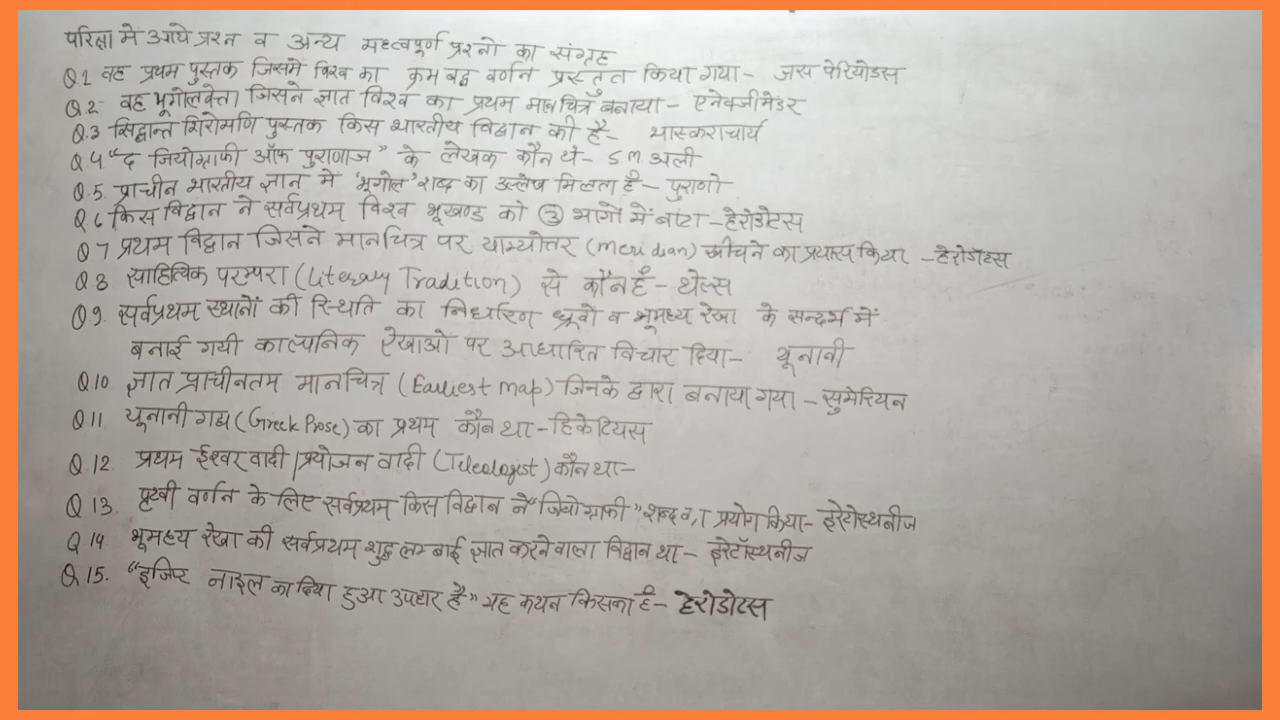 परिक्षा में आये प्रश्न व अन्य महत्वपूर्ण प्रश्नों का संग्रह
Q1 वह प्रथम पुस्तक जिसमें विश्व का क्रम बद्ध वर्णन प्रस्तुत किया गया- जस पेरियोडस
Q.2- वह भूगोलवेत्ता जिसने ज्ञात विश्व का प्रथम मानचित्र बनाया- एनेक्जीमेंडर
Q.3 सिद्धान्त शिरोमणि पुस्तक किस भारतीय विद्वान की है- भास्कराचार्य
Q.4 "द जियोग्राफी ऑफ पुराणाज" के लेखक कौन थे- S M अली
Q.5. प्राचीन भारतीय ज्ञान में 'भूगोल' शब्द का उल्लेख मिलता है- पुराणो
Q.6 किस विद्वान ने सर्वप्रथम विश्व भूखण्ड को ③ भागों में बांटा-हेरोडोटस
Q 7 प्रथम विद्वान जिसने मानचित्र पर याम्योत्तर (Meridian) खींचने का प्रयास किया -हेरोडोटस
Q 8. साहित्यिक परम्परा (Literary Tradition) से कौन है- थेल्स
Q 9. सर्वप्रथम स्थानों की स्थिति का निर्धारण ध्रुवों व भूमध्य रेखा के सन्दर्भ में
बनाई गयी काल्पनिक रेखाओं पर आधारित विचार दिया- यूनानी
Q10 ज्ञात प्राचीनतम मानचित्र (Earliest Map) जिनके द्वारा बनाया गया - सुमेरियन
Q 11 यूनानी गद्य (Greek Prose) का प्रथम कौन था-हिकेटियस
Q. 12. प्रथम ईश्वर वादी/प्रयोजन वादी (Teleologist) कौन था-
Q 13. पृथ्वी वर्णन के लिए सर्वप्रथम किस विद्वान ने "जियोग्राफी" शब्द का प्रयोग किया- इरेटोस्थनीज
Q 14 भूमध्य रेखा की सर्वप्रथम शुद्ध लम्बाई ज्ञात करने वाला विद्वान था- इरेटॉस्थनीज
Q.15. "इजिप्ट नाइल का दिया हुआ उपहार है" यह कथन किसका है- हेरोडोटस